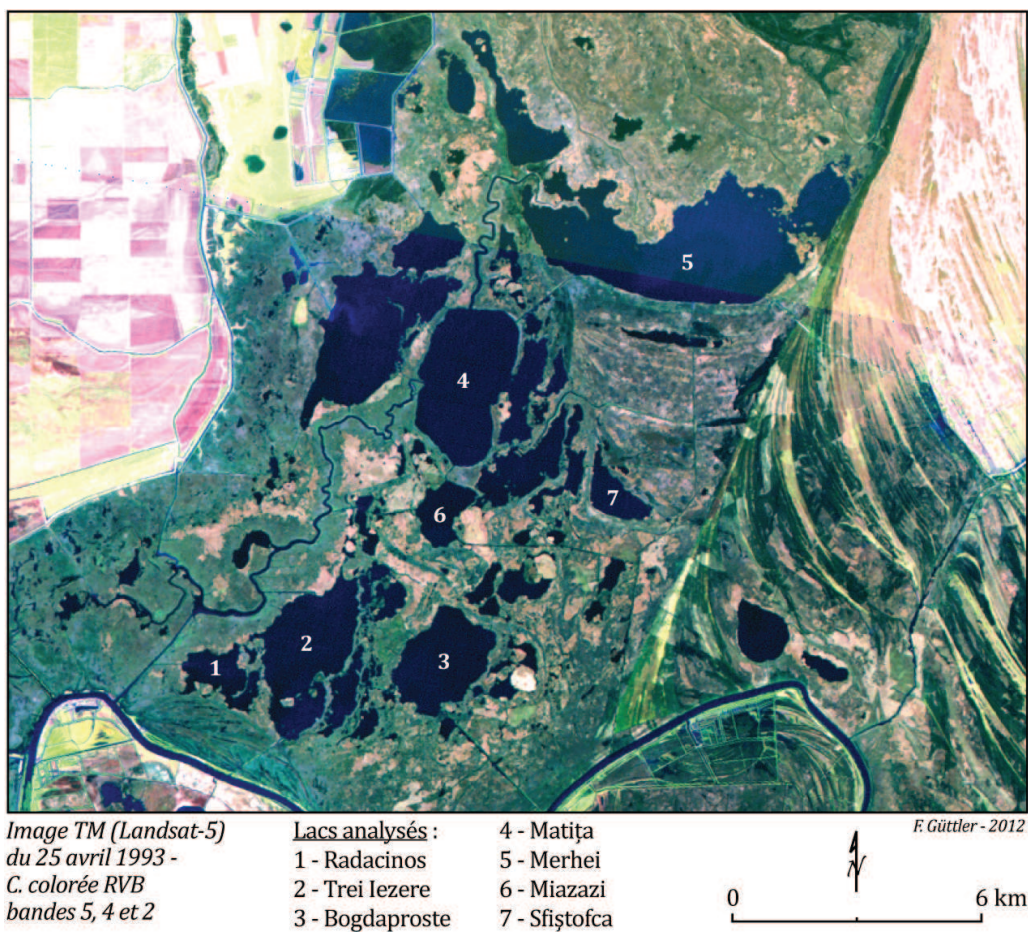 5
4
7
6
2
3
1
Image TM (Landsat-5)
du 25 avril 1993 -
C. colorée RVB
bandes 5, 4 et 2
Lacs analysés :
1 - Radacinos
2 - Trei Iezere
3 - Bogdaproste
4 - Matița
5 - Merhei
6 - Miazazi
7 - Sfiștofca
F. Güttler - 2012
N
0 6 km